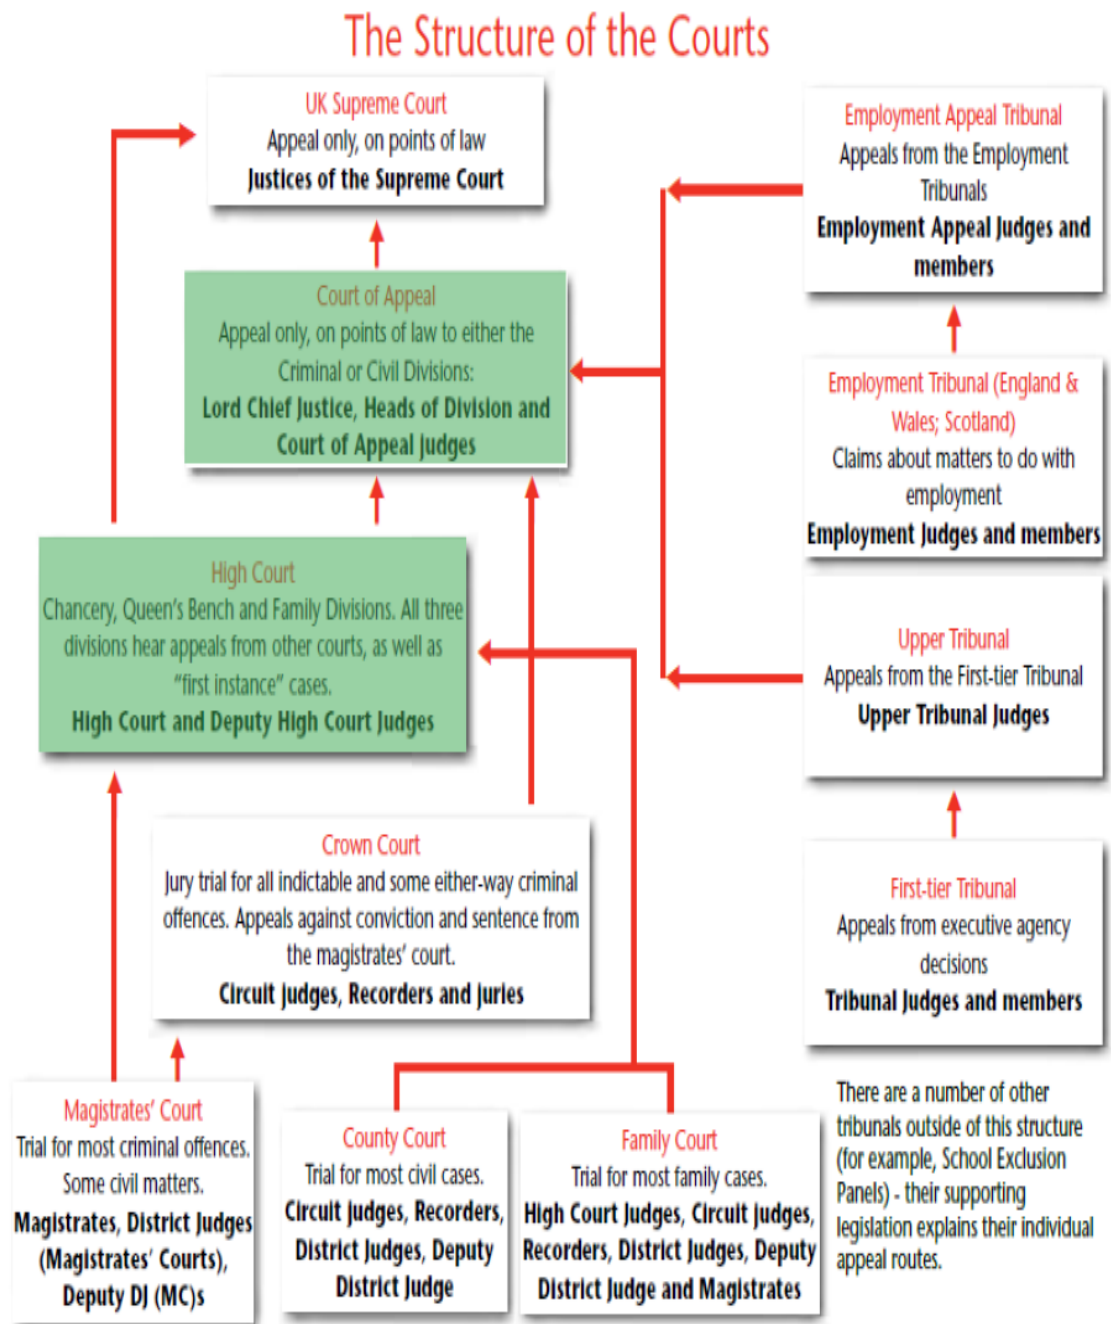 The Structure of the Courts
UK Supreme Court
Appeal only, on points of law
Justices of the Supreme Court
Employment Appeal Tribunal
Appeals from the Employment
Tribunals
Employment Appeal Judges and
members
Court of Appeal
Appeal only, on points of law to either the
Criminal or Civil Divisions:
Lord Chief Justice, Heads of Division and
Court of Appeal Judges
Employment Tribunal (England &
Wales; Scotland)
Claims about matters to do with
employment
Employment Judges and members
High Court
Chancery, Queen's Bench and Family Divisions. All three
divisions hear appeals from other courts, as well as
"first instance" cases.
High Court and Deputy High Court Judges
Upper Tribunal
Appeals from the First-tier Tribunal
Upper Tribunal Judges
Crown Court
Jury trial for all indictable and some either-way criminal
offences. Appeals against conviction and sentence from
the magistrates' court.
Circuit Judges, Recorders and Juries
First-tier Tribunal
Appeals from executive agency
decisions
Tribunal Judges and members
Magistrates' Court
Trial for most criminal offences.
Some civil matters.
Magistrates, District Judges
(Magistrates' Courts),
Deputy DJ (MC)s
County Court
Trial for most civil cases.
Circuit judges, Recorders,
District Judges, Deputy
District Judge
Family Court
Trial for most family cases.
High Court Judges, Circuit judges,
Recorders, District Judges, Deputy
District Judge and Magistrates
There are a number of other
tribunals outside of this structure
(for example, School Exclusion
Panels) - their supporting
legislation explains their individual
appeal routes.